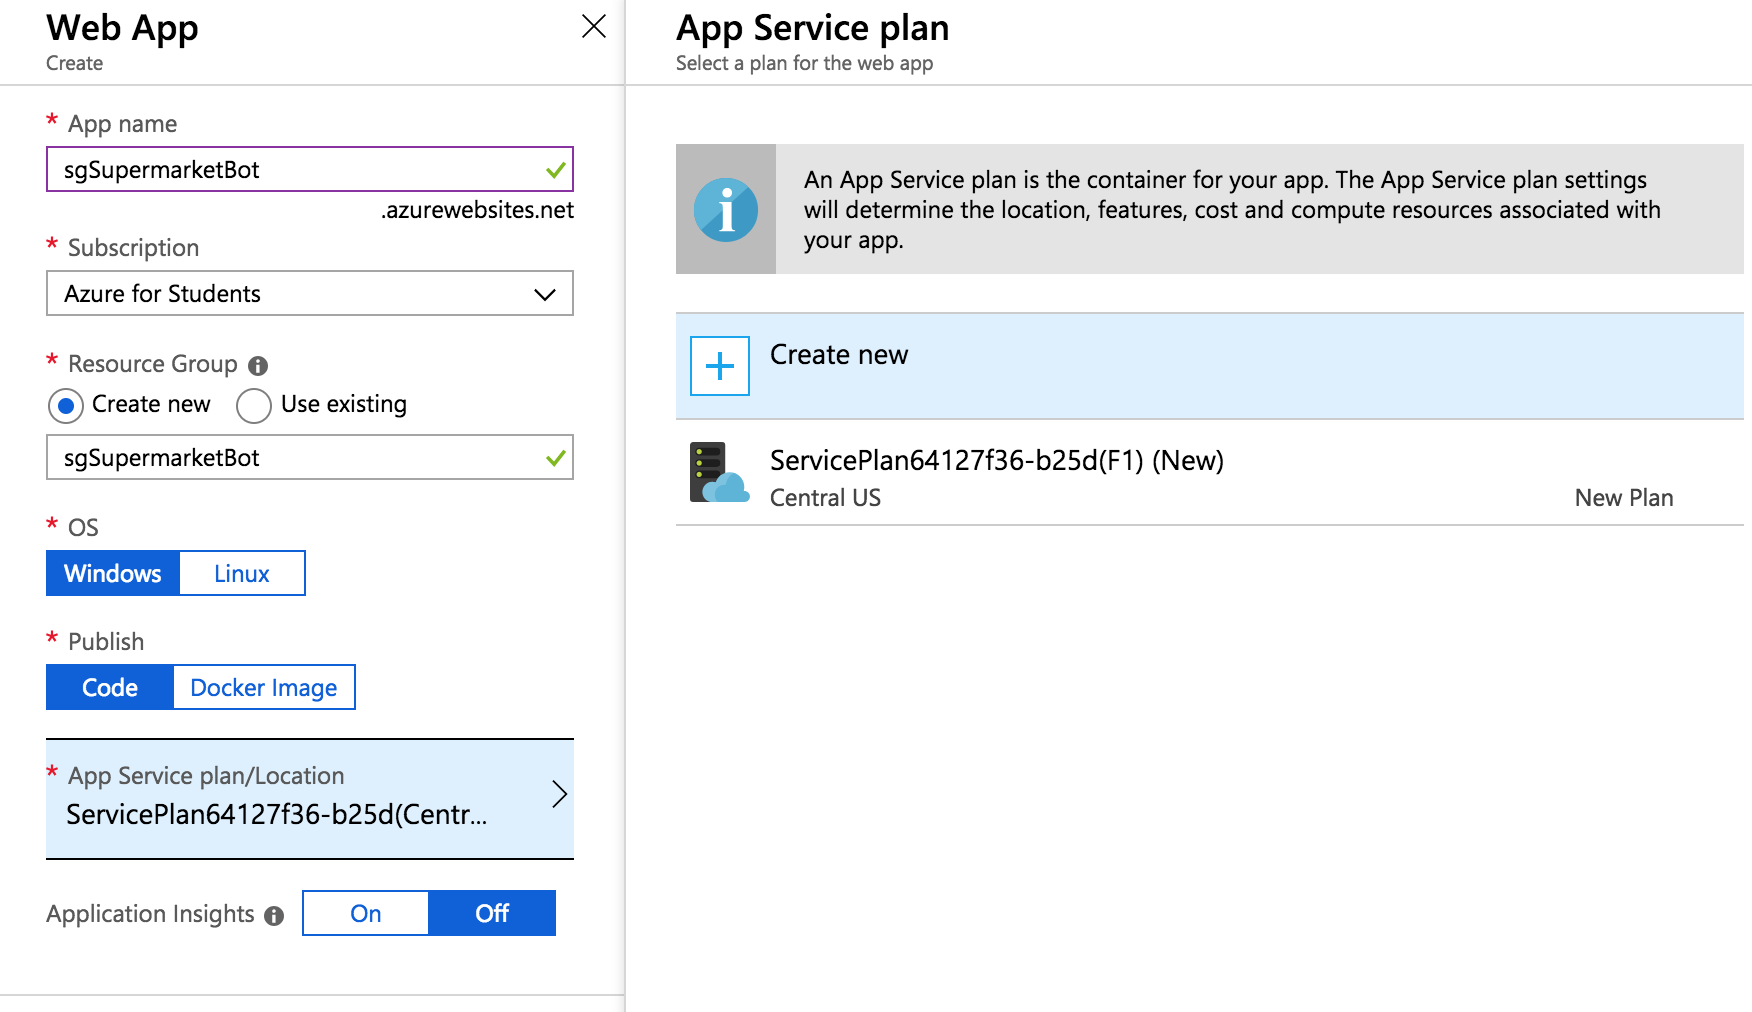 Web App
Create
* App name
sgSupermarketBot
.azurewebsites.net
* Subscription
Azure for Students
* Resource Group
Create new
Use existing
sgSupermarketBot
* OS
Windows
Linux
* Publish
Code
Docker Image
* App Service plan/Location
ServicePlan64127f36-b25d(Centr...
Application Insights
On
Off
App Service plan
Select a plan for the web app
An App Service plan is the container for your app. The App Service plan settings
will determine the location, features, cost and compute resources associated with
your app.
Create new
ServicePlan64127f36-b25d(F1) (New)
Central US
New Plan